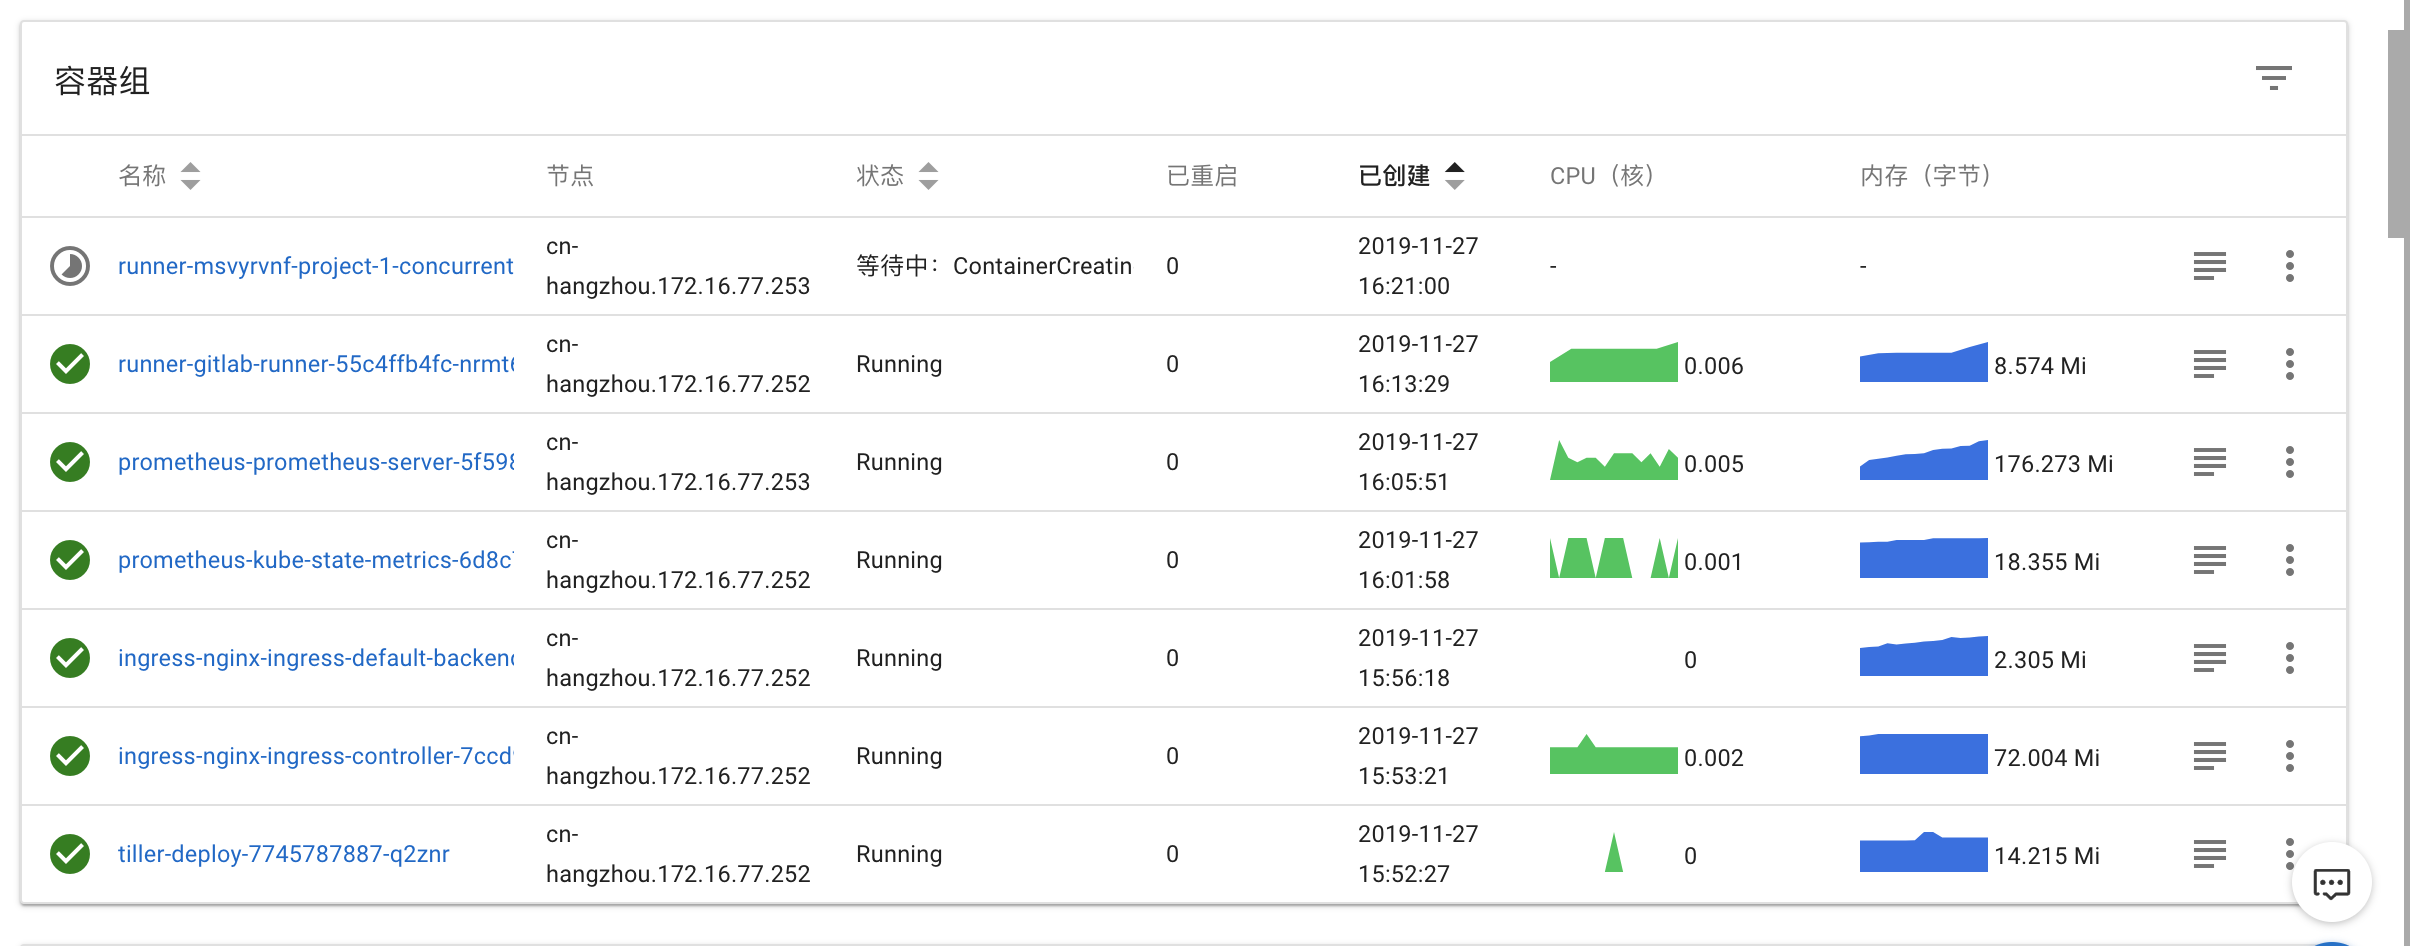 容器组
名称 节点 状态 已重启 已创建 CPU（核） 内存（字节）
runner-msvyrvnf-project-1-concurrent cn-hangzhou.172.16.77.253 等待中：ContainerCreatin 0 2019-11-27 16:21:00 - -
runner-gitlab-runner-55c4ffb4fc-nrmt6 cn-hangzhou.172.16.77.252 Running 0 2019-11-27 16:13:29 0.006 8.574 Mi
prometheus-prometheus-server-5f598 cn-hangzhou.172.16.77.253 Running 0 2019-11-27 16:05:51 0.005 176.273 Mi
prometheus-kube-state-metrics-6d8c cn-hangzhou.172.16.77.252 Running 0 2019-11-27 16:01:58 0.001 18.355 Mi
ingress-nginx-ingress-default-backend cn-hangzhou.172.16.77.252 Running 0 2019-11-27 15:56:18 0 2.305 Mi
ingress-nginx-ingress-controller-7ccd cn-hangzhou.172.16.77.252 Running 0 2019-11-27 15:53:21 0.002 72.004 Mi
tiller-deploy-7745787887-q2znr cn-hangzhou.172.16.77.252 Running 0 2019-11-27 15:52:27 0 14.215 Mi